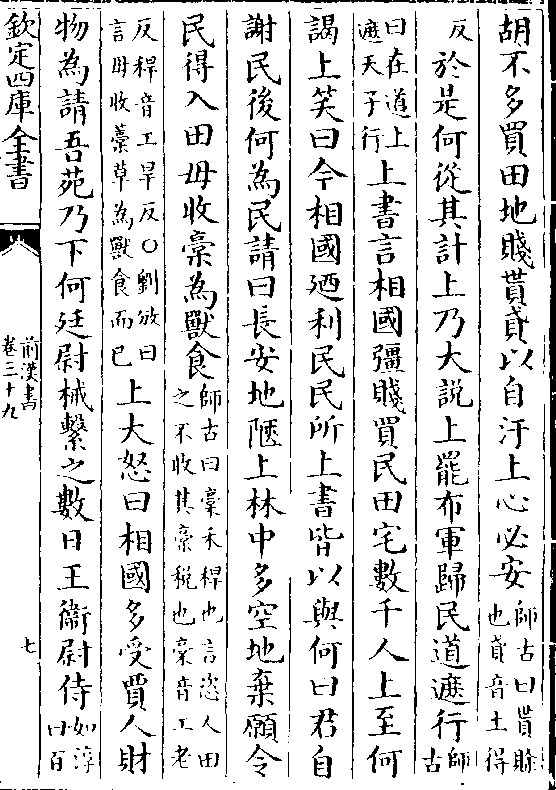 胡不多買田地賤貰貣以自汙上心必安師古曰貰賒也貣音土得
反於是何從其計上乃大説上罷布軍歸民道遮行師古
曰在道上遮天子行上書言相國彊賤買民田宅數千人上至何
謁上笑曰今相國廼利民民所上書皆以與何曰君自
謝民後何為民請曰長安地陿上林中多空地棄願令
民得入田毋收稾為獸食師古曰稾禾稈也言恣人田之不收其稾税也稾音工老
反稈音工旱反○劉攽曰言毋收藁草為獸食而已上大怒曰相國多受賈人財
物為請吾苑乃下何廷尉械繫之數日王衞尉侍如淳曰百
欽定四庫全書
前漢書
卷三十九
七